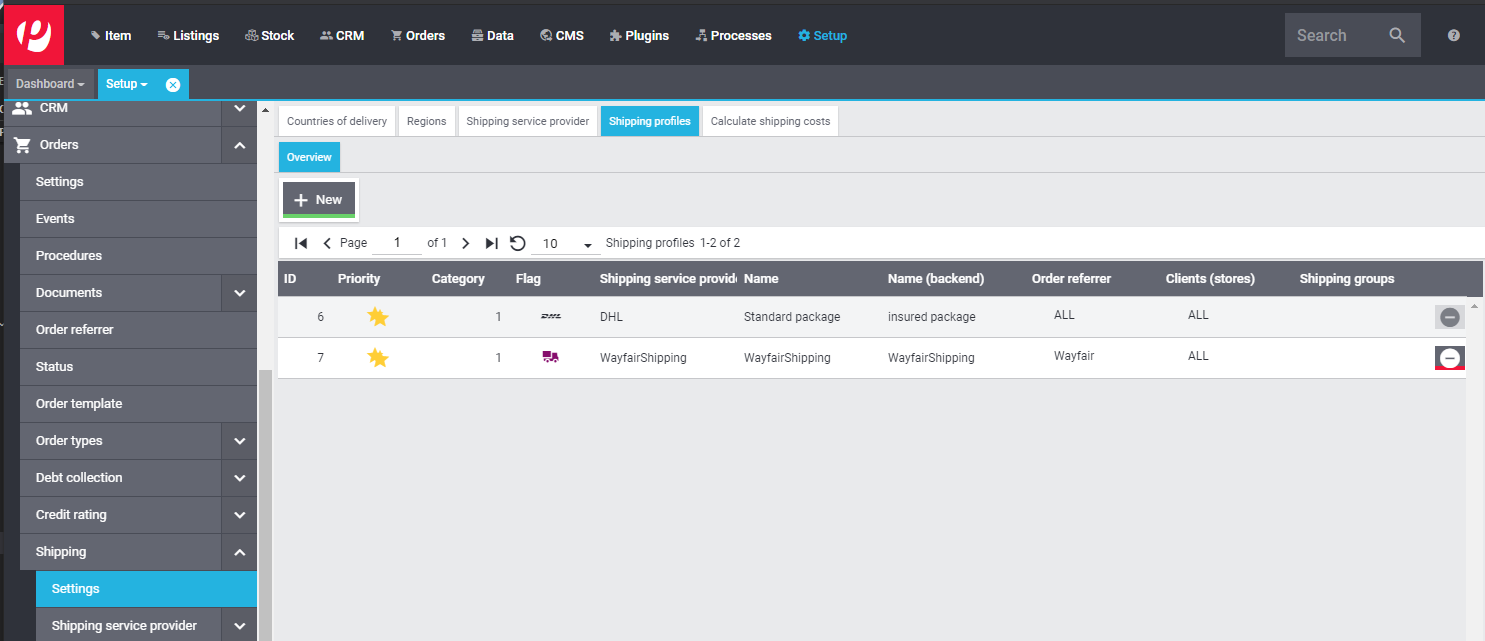 Item Listings Stock CRM Orders Data CMS Plugins Processes Setup Search
Dashboard Setup
CRM
Orders
Settings
Events
Procedures
Documents
Order referrer
Status
Order template
Order types
Debt collection
Credit rating
Shipping
Settings
Shipping service provider
Countries of delivery Regions Shipping service provider Shipping profiles Calculate shipping costs
Overview
+ New
Page 1 of 1 10 Shipping profiles 1-2 of 2
ID Priority Category Flag Shipping service provide Name Name (backend) Order referrer Clients (stores) Shipping groups
6 1 DHL DHL Standard package insured package ALL ALL
7 1 WayfairShipping WayfairShipping WayfairShipping Wayfair ALL